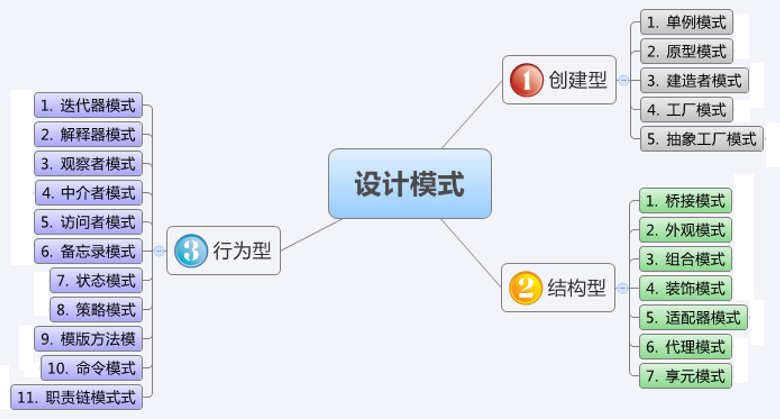 设计模式
1 创建型
1. 单例模式
2. 原型模式
3. 建造者模式
4. 工厂模式
5. 抽象工厂模式
2 结构型
1. 桥接模式
2. 外观模式
3. 组合模式
4. 装饰模式
5. 适配器模式
6. 代理模式
7. 享元模式
3 行为型
1. 迭代器模式
2. 解释器模式
3. 观察者模式
4. 中介者模式
5. 访问者模式
6. 备忘录模式
7. 状态模式
8. 策略模式
9. 模版方法模
10. 命令模式
11. 职责链模式式